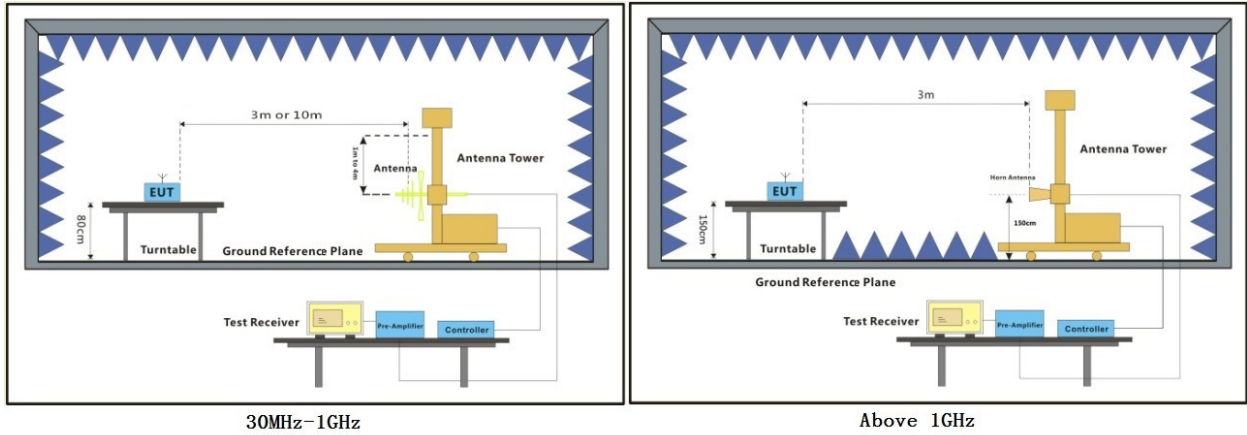 3m or 10m
1m to 4m
Antenna
Antenna Tower
EUT
80cm
Turntable
Ground Reference Plane
Test Receiver
Pre-Amplifier
Controller
30MHz-1GHz
3m
Antenna Tower
Horn Antenna
EUT
150cm
150cm
Turntable
Ground Reference Plane
Test Receiver
Pre-Amplifier
Controller
Above 1GHz